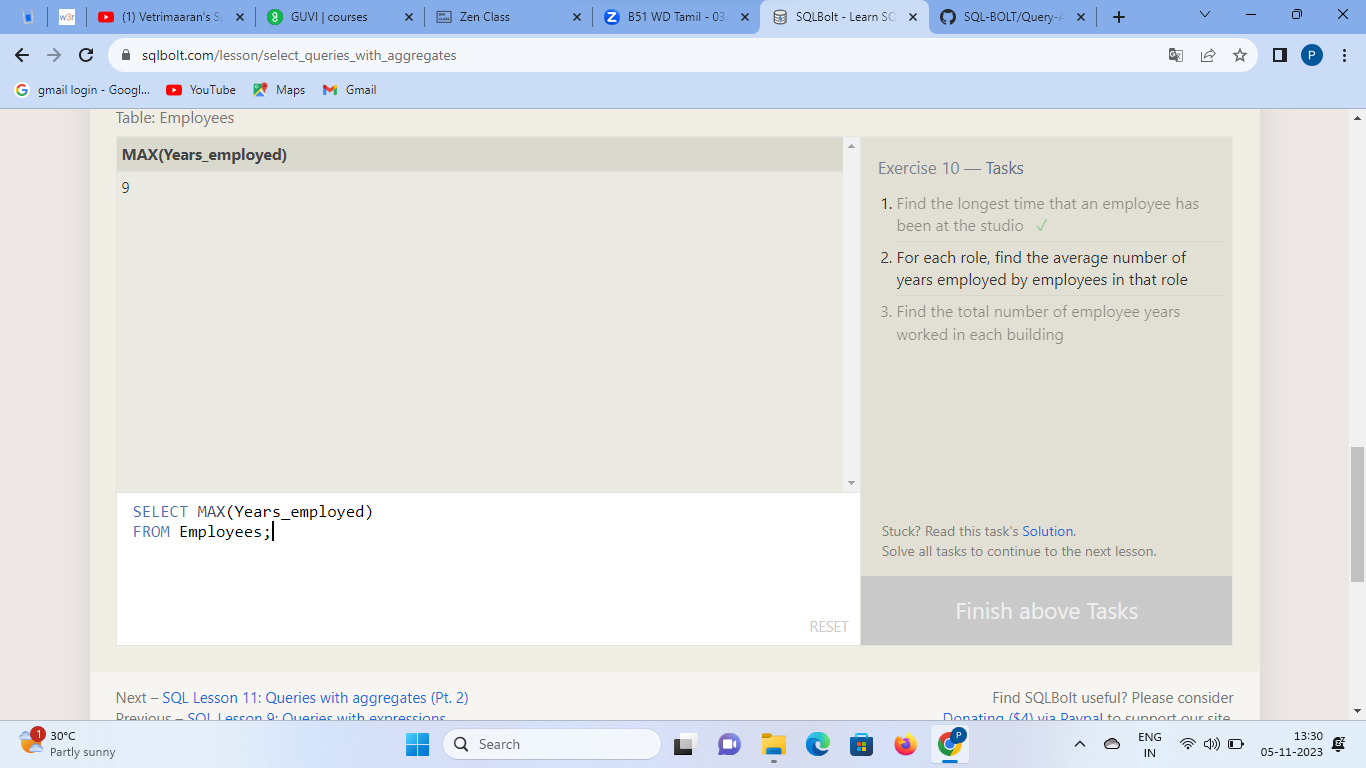 w3r
(1) Vetrimaaran's S
GUVI | courses
Zen Class
B51 WD Tamil - 03
SQLBolt - Learn SQ
SQL-BOLT/Query-A
sqlbolt.com/lesson/select_queries_with_aggregates
P
gmail login - Googl...
YouTube
Maps
Gmail
Table: Employees
MAX(Years_employed)
9
Exercise 10 — Tasks
1. Find the longest time that an employee has
been at the studio ✓
2. For each role, find the average number of
years employed by employees in that role
3. Find the total number of employee years
worked in each building
SELECT MAX(Years_employed)
FROM Employees;
RESET
Stuck? Read this task's Solution.
Solve all tasks to continue to the next lesson.
Finish above Tasks
Next – SQL Lesson 11: Queries with aggregates (Pt. 2)
Previous – SQL Lesson 9: Queries with expressions
Find SQLBolt useful? Please consider
Donating ($4) via Paypal to support our site.
1
30°C
Partly sunny
Search
P
ENG
IN
13:30
05-11-2023